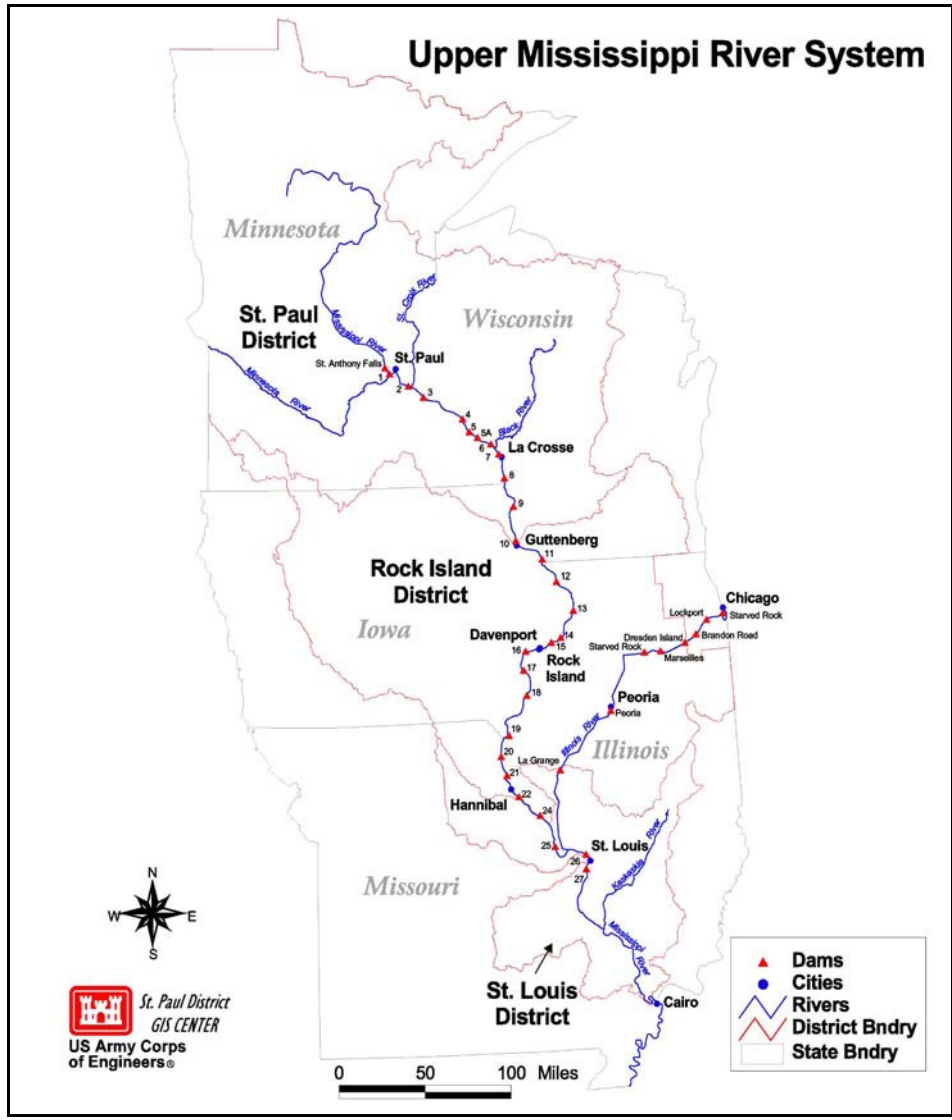 Upper Mississippi River System
Minnesota
St. Paul
District
Mississippi River
St. Croix River
Wisconsin
St. Anthony Falls
St. Paul
1
2
3
Minnesota River
4
5
5A
6
7
Black River
La Crosse
8
9
10
Guttenberg
11
Rock Island
District
12
Iowa
13
Chicago
Lockport
Starved Rock
Davenport
14
15
16
Rock
Island
Dresden Island
Brandon Road
Starved Rock
Marseilles
17
18
Peoria
Peoria
19
Illinois River
Illinois
20
La Grange
21
Hannibal
22
24
25
St. Louis
26
27
Kaskaskia River
Missouri
Mississippi River
St. Louis
District
Cairo
N
W
E
S
St. Paul District
GIS CENTER
US Army Corps
of Engineers®
0 50 100 Miles
Dams
Cities
Rivers
District Bndry
State Bndry